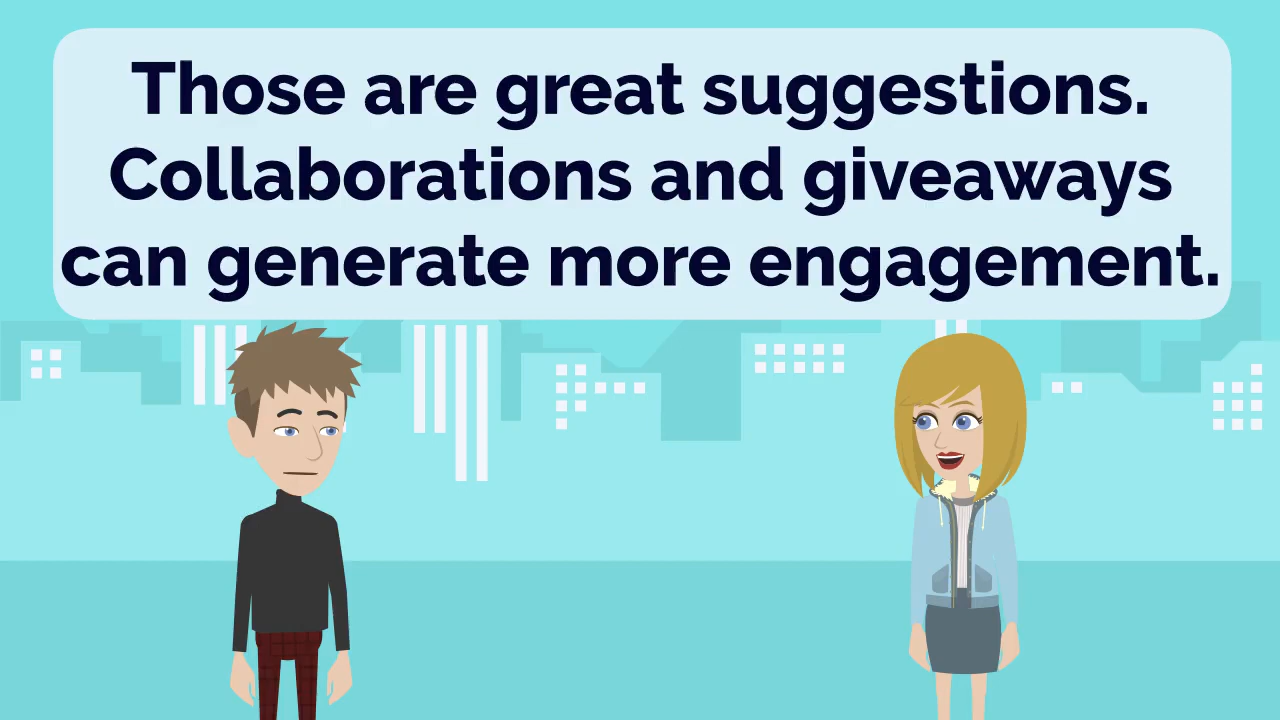 Those are great suggestions.
Collaborations and giveaways
can generate more engagement.